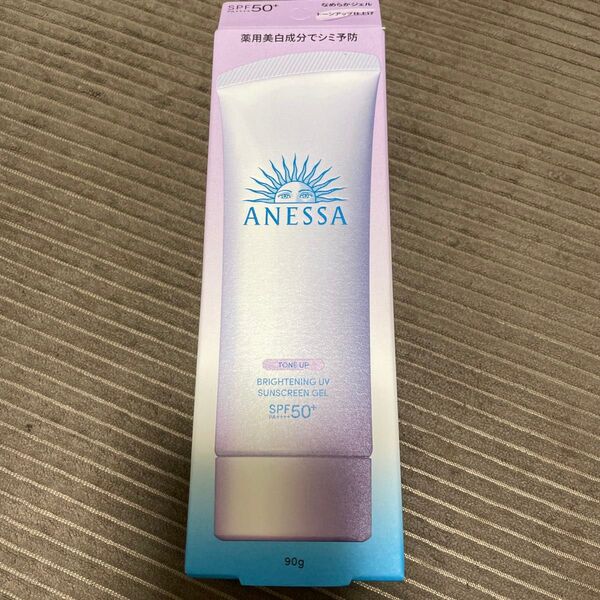 SPF50+
PA++++
なめらかジェル
トーンアップ仕上げ
薬用美白成分でシミ予防
ANESSA
TONE UP
BRIGHTENING UV
SUNSCREEN GEL
SPF50+
PA++++
90g